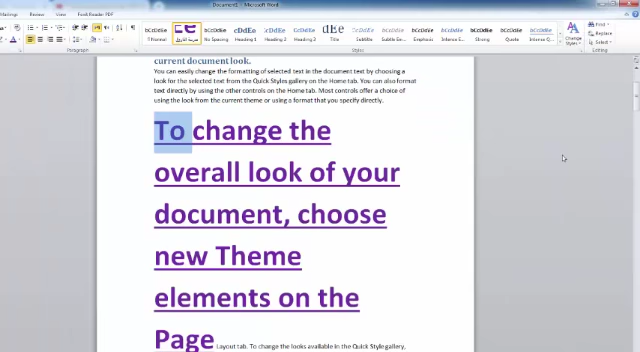 Document1 - Microsoft Word
Mailings Review View Foxit Reader PDF
Paragraph
¶ Normal No Spacing Heading 1 Heading 2 Heading 3 Title Subtitle Subtle Em... Emphasis Intense E... Strong Quote Intense Q...
Styles
Change Styles
Find
Replace
Select
Editing
current document look.
You can easily change the formatting of selected text in the document text by choosing a
look for the selected text from the Quick Styles gallery on the Home tab. You can also format
text directly by using the other controls on the Home tab. Most controls offer a choice of
using the look from the current theme or using a format that you specify directly.
To change the
overall look of your
document, choose
new Theme
elements on the
Page Layout tab. To change the looks available in the Quick Style gallery,